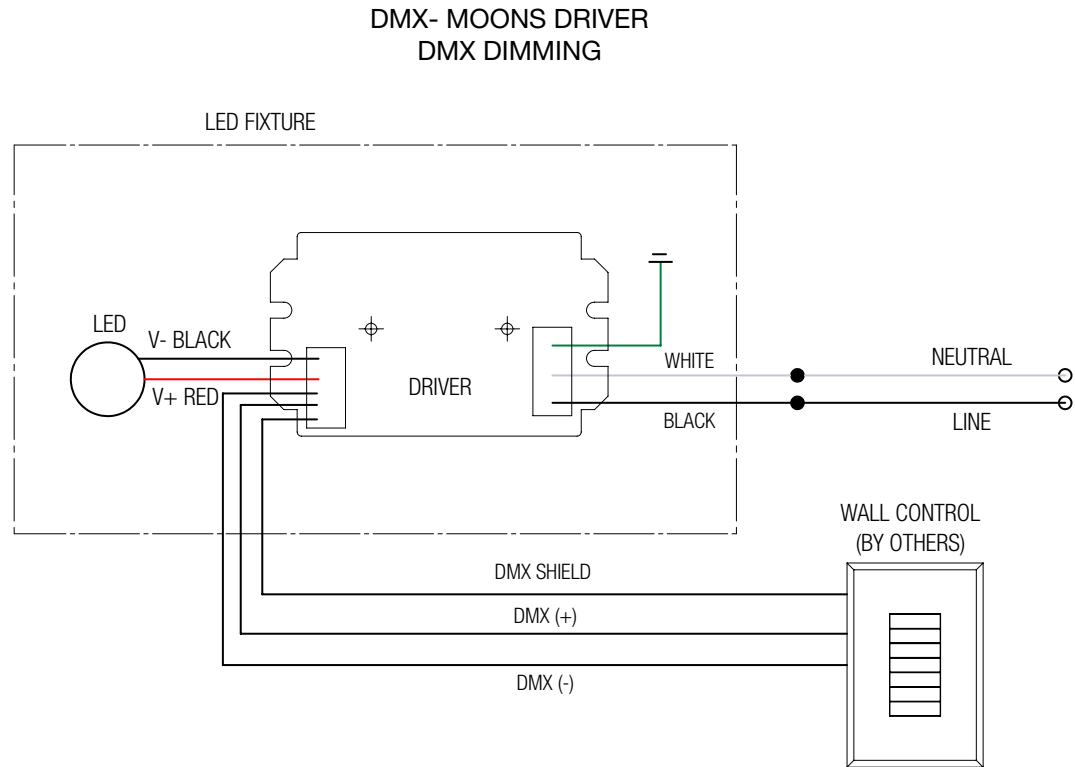 DMX- MOONS DRIVER
DMX DIMMING
LED FIXTURE
LED
V- BLACK
V+ RED
DRIVER
WHITE
NEUTRAL
BLACK
LINE
WALL CONTROL
(BY OTHERS)
DMX SHIELD
DMX (+)
DMX (-)